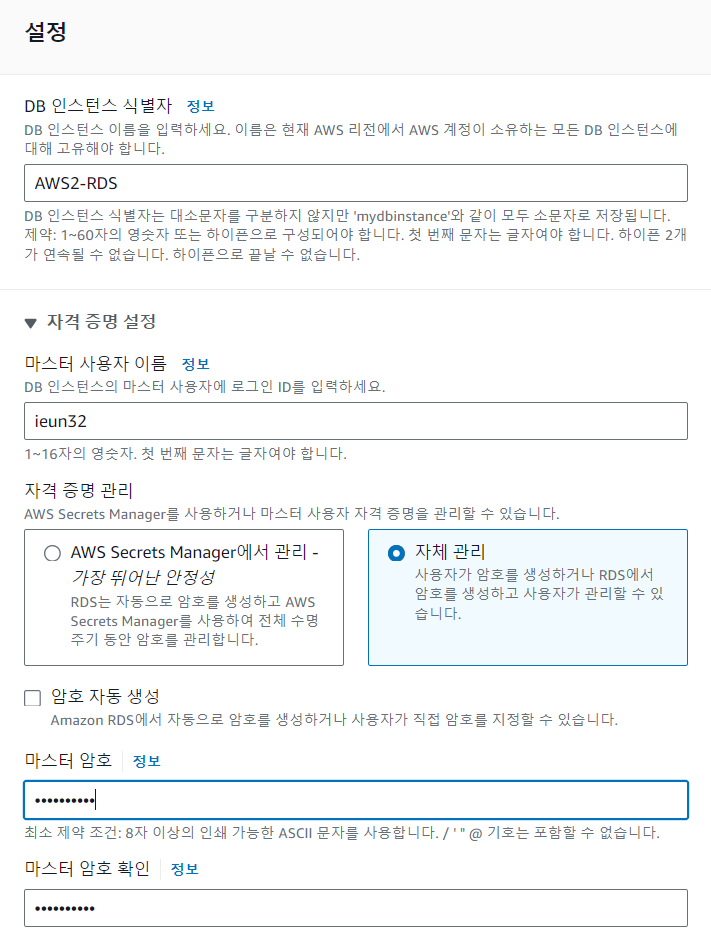 설정
DB 인스턴스 식별자 정보
DB 인스턴스 이름을 입력하세요. 이름은 현재 AWS 리전에서 AWS 계정이 소유하는 모든 DB 인스턴스에
대해 고유해야 합니다.
AWS2-RDS
DB 인스턴스 식별자는 대소문자를 구분하지 않지만 'mydbinstance'와 같이 모두 소문자로 저장됩니다.
제약: 1~60자의 영숫자 또는 하이픈으로 구성되어야 합니다. 첫 번째 문자는 글자여야 합니다. 하이픈 2개
가 연속될 수 없습니다. 하이픈으로 끝날 수 없습니다.
▼ 자격 증명 설정
마스터 사용자 이름 정보
DB 인스턴스의 마스터 사용자에 로그인 ID를 입력하세요.
ieun32
1~16자의 영숫자. 첫 번째 문자는 글자여야 합니다.
자격 증명 관리
AWS Secrets Manager를 사용하거나 마스터 사용자 자격 증명을 관리할 수 있습니다.
AWS Secrets Manager에서 관리 -
가장 뛰어난 안정성
RDS는 자동으로 암호를 생성하고 AWS
Secrets Manager를 사용하여 전체 수명
주기 동안 암호를 관리합니다.
자체 관리
사용자가 암호를 생성하거나 RDS에서
암호를 생성하고 사용자가 관리할 수 있
습니다.
암호 자동 생성
Amazon RDS에서 자동으로 암호를 생성하거나 사용자가 직접 암호를 지정할 수 있습니다.
마스터 암호 정보
••••••••••
최소 제약 조건: 8자 이상의 인쇄 가능한 ASCII 문자를 사용합니다. / ' " @ 기호는 포함할 수 없습니다.
마스터 암호 확인 정보
••••••••••